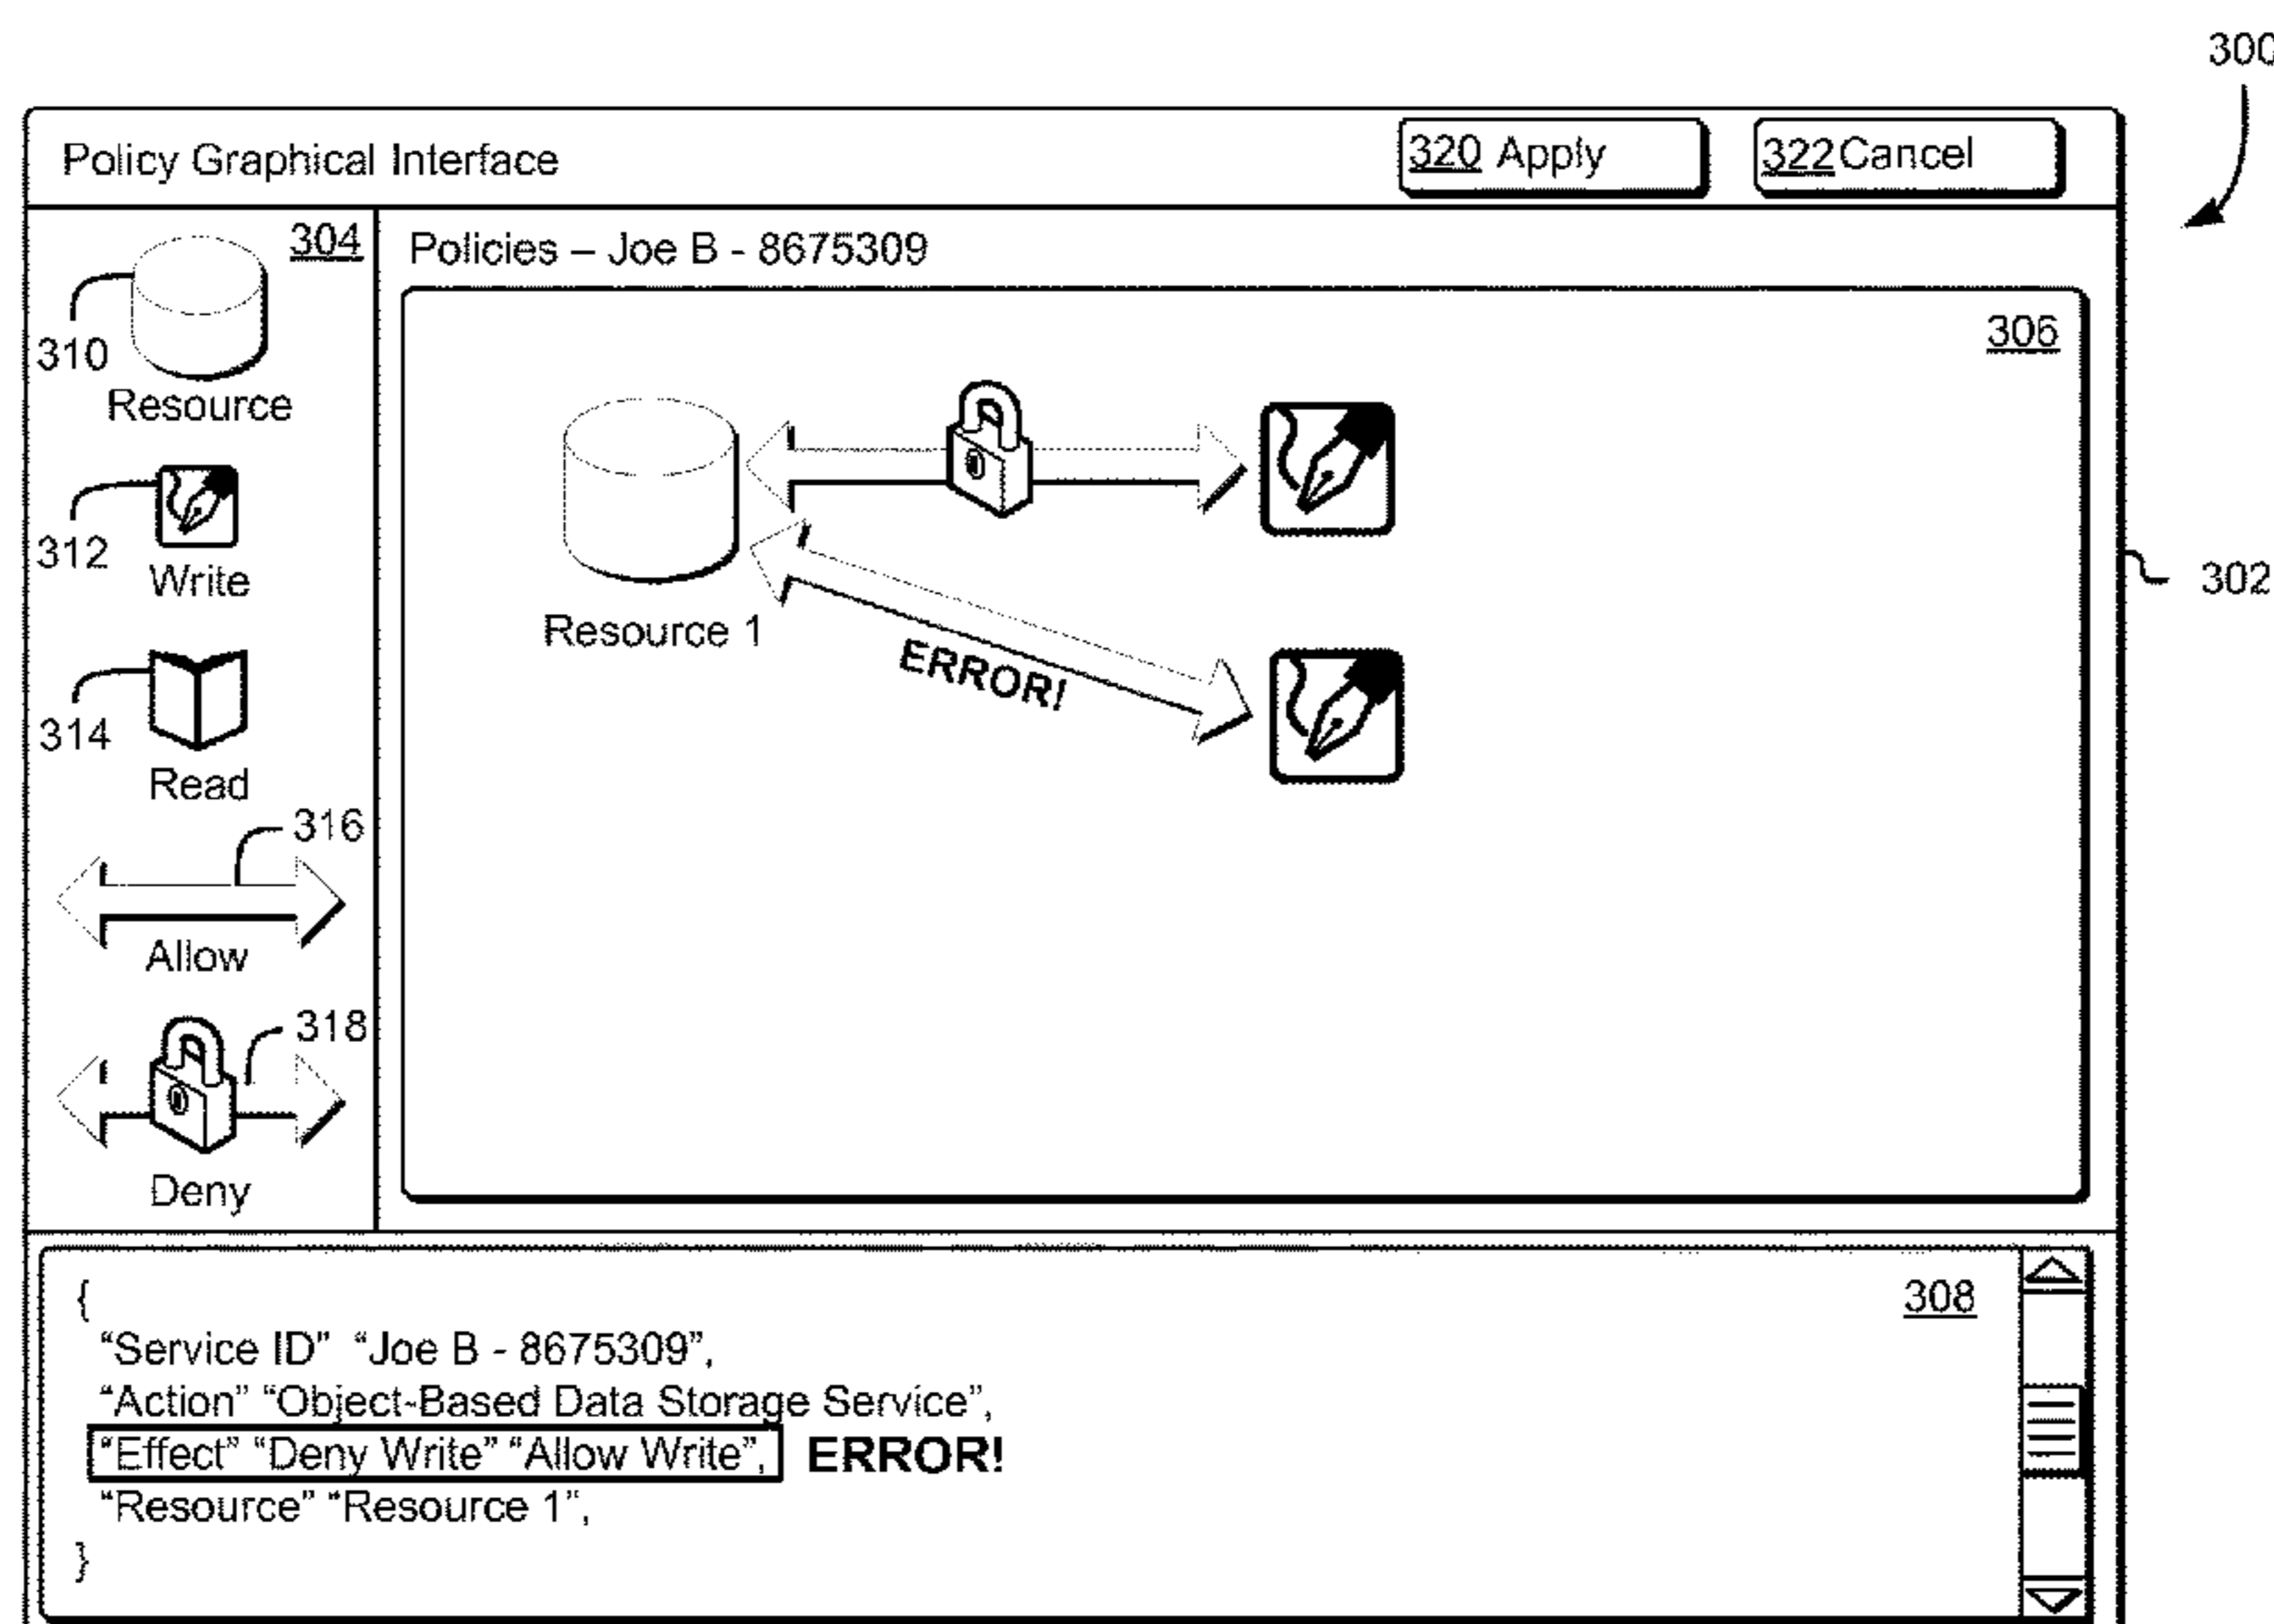 300
Policy Graphical Interface
320 Apply
322 Cancel
304
310
Resource
312
Write
314
Read
316
Allow
318
Deny
Policies – Joe B - 8675309
306
Resource 1
ERROR!
302
308
{
“Service ID” “Joe B - 8675309”,
“Action” “Object-Based Data Storage Service”,
“Effect” “Deny Write” “Allow Write”, ERROR!
“Resource” “Resource 1”,
}